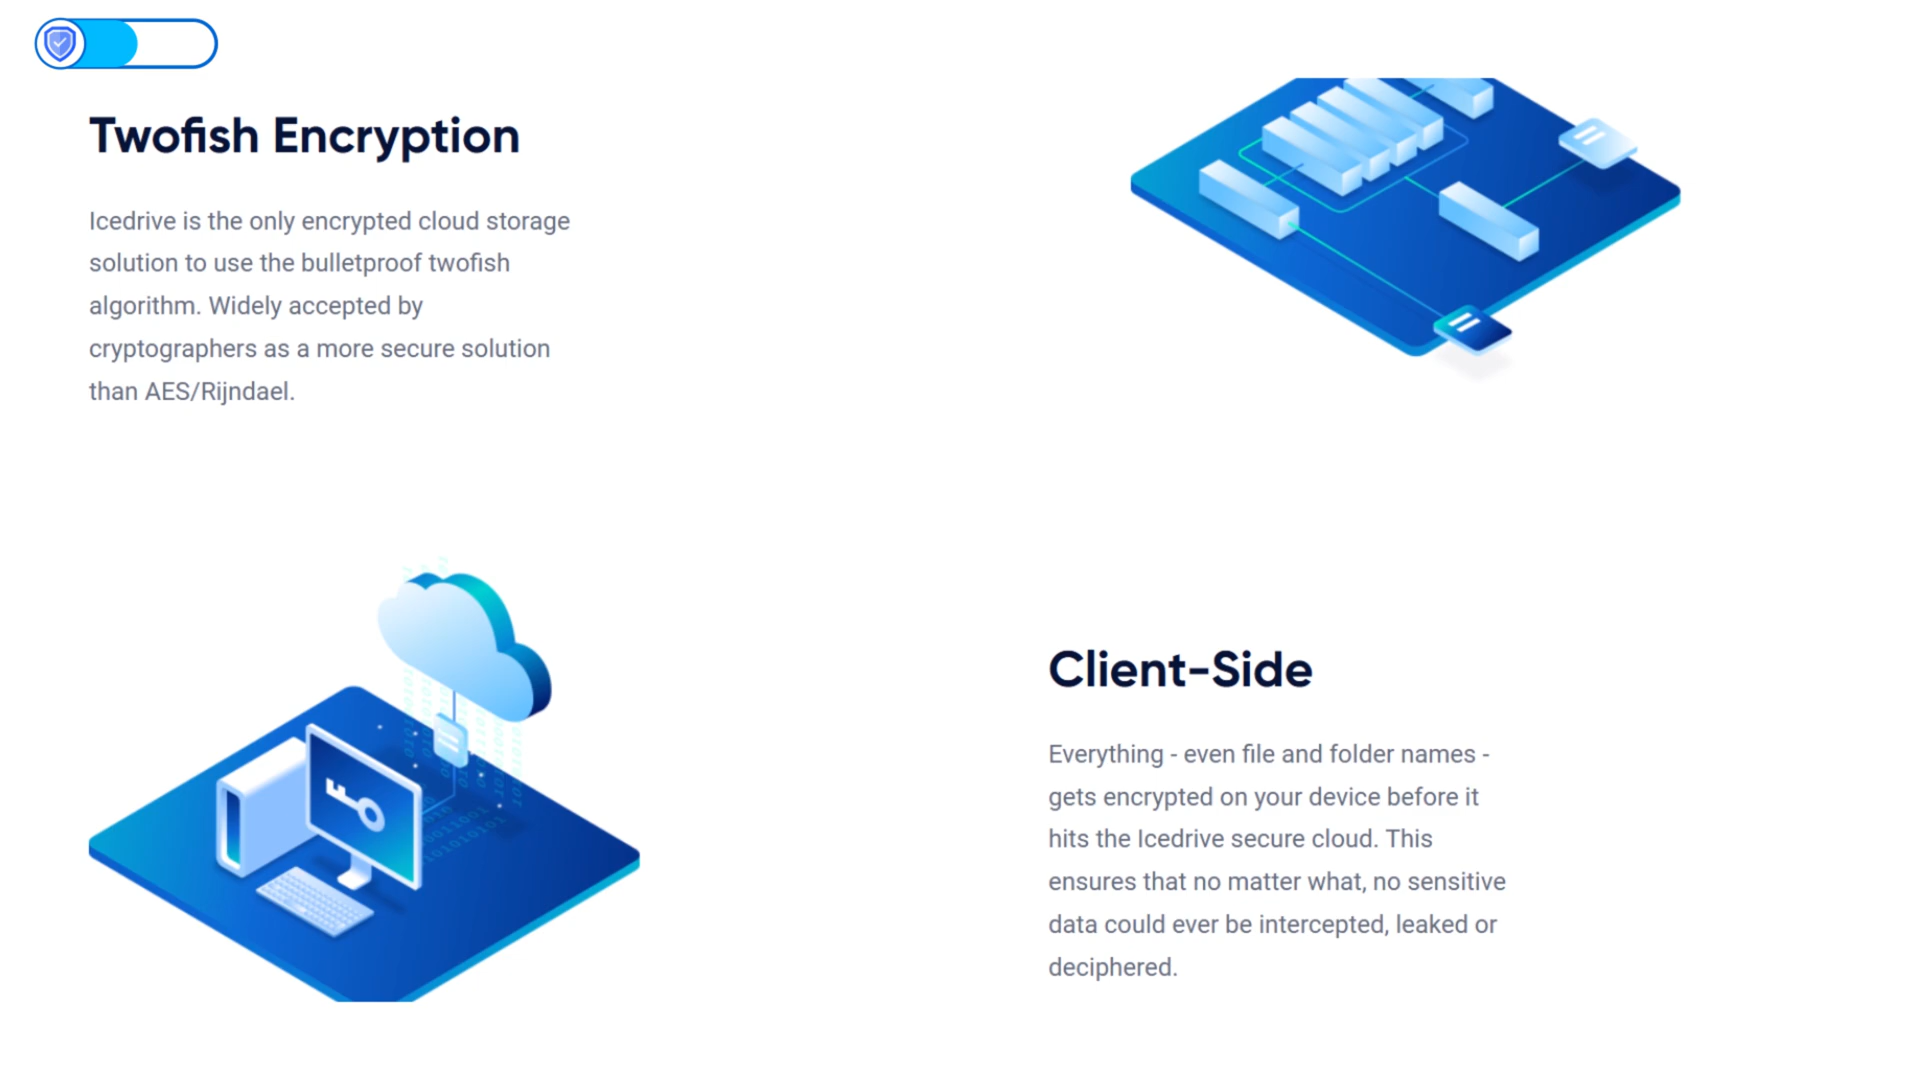 Twofish Encryption
Icedrive is the only encrypted cloud storage
solution to use the bulletproof twofish
algorithm. Widely accepted by
cryptographers as a more secure solution
than AES/Rijndael.
Client-Side
Everything - even file and folder names -
gets encrypted on your device before it
hits the Icedrive secure cloud. This
ensures that no matter what, no sensitive
data could ever be intercepted, leaked or
deciphered.